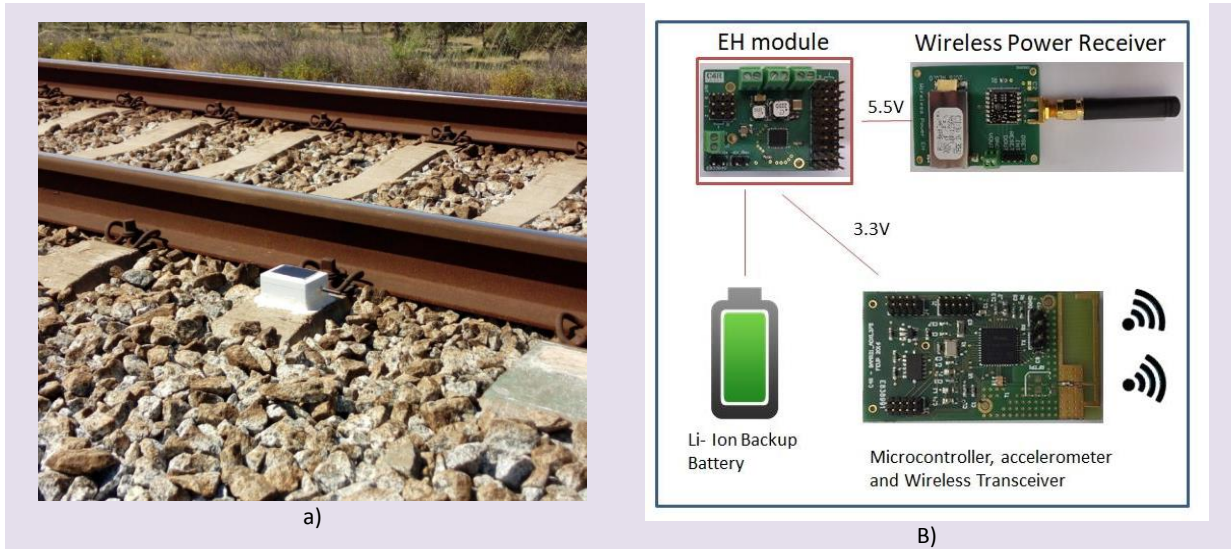 EH module
Wireless Power Receiver
5.5V
3.3V
Li- Ion Backup
Battery
Microcontroller, accelerometer
and Wireless Transceiver
a)
B)